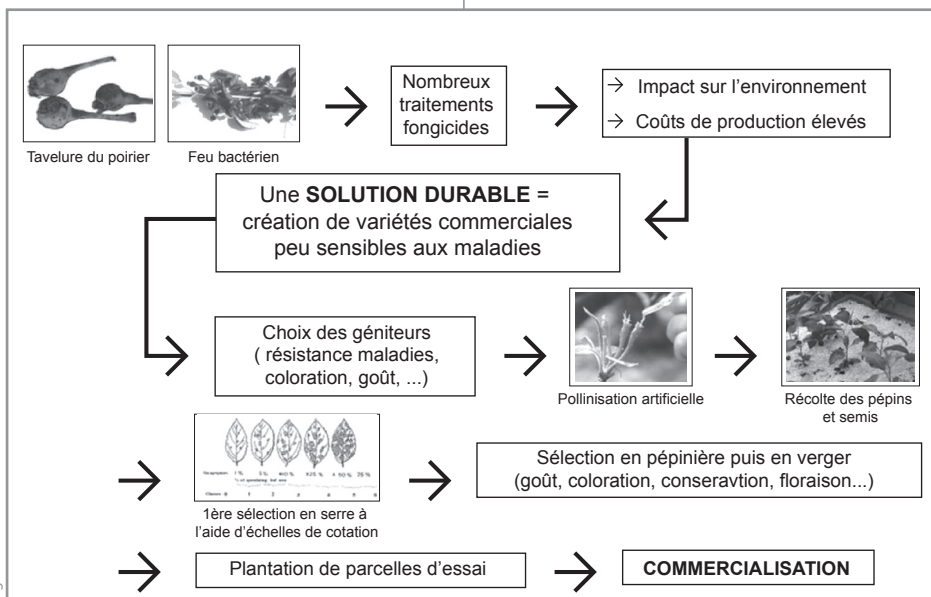 Nombreux
traitements
fongicides
→ Impact sur l'environnement
→ Coûts de production élevés
Tavelure du poirier
Feu bactérien
Une SOLUTION DURABLE =
création de variétés commerciales
peu sensibles aux maladies
Choix des géniteurs
( résistance maladies,
coloration, goût, ...)
Pollinisation artificielle
Récolte des pépins
et semis
1ère sélection en serre à
l'aide d'échelles de cotation
Sélection en pépinière puis en verger
(goût, coloration, conseravtion, floraison...)
Plantation de parcelles d'essai
COMMERCIALISATION